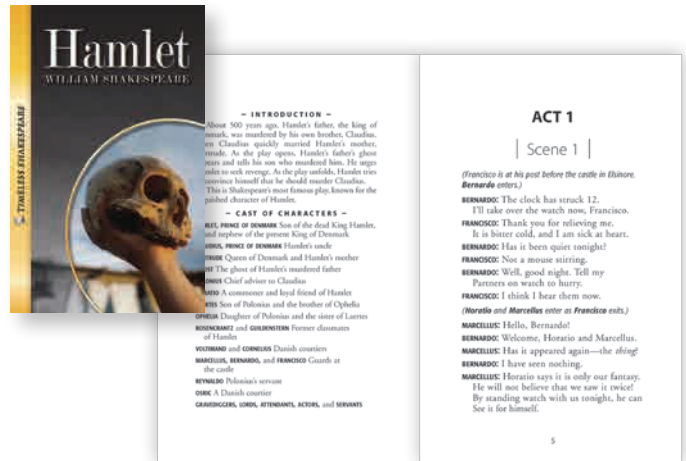 Hamlet
WILLIAM SHAKESPEARE
TIMELESS SHAKESPEARE
– INTRODUCTION –
About 500 years ago, Hamlet's father, the king of
was murdered by his own brother, Claudius.
Claudius quickly married Hamlet's mother,
As the play opens, Hamlet's father's ghost
and tells his son who murdered him. He urges
to seek revenge. As the play unfolds, Hamlet tries
convince himself that he should murder Claudius.
This is Shakespeare's most famous play, known for the
character of Hamlet.
– CAST OF CHARACTERS –
PRINCE OF DENMARK Son of the dead King Hamlet,
and nephew of the present King of Denmark
PRINCE OF DENMARK Hamlet's uncle
Queen of Denmark and Hamlet's mother
The ghost of Hamlet's murdered father
Chief adviser to Claudius
A commoner and loyal friend of Hamlet
Son of Polonius and the brother of Ophelia
OPHELIA Daughter of Polonius and the sister of Laertes
ROSENCRANTZ and GUILDENSTERN Former classmates
of Hamlet
VOLTIMAND and CORNELIUS Danish courtiers
MARCELLUS, BERNARDO, and FRANCISCO Guards at
the castle
REYNALDO Polonius's servant
OSRIC A Danish courtier
GRAVEDIGGERS, LORDS, ATTENDANTS, ACTORS, and SERVANTS
ACT 1
| Scene 1 |
(Francisco is at his post before the castle in Elsinore.
Bernardo enters.)
BERNARDO: The clock has struck 12.
I'll take over the watch now, Francisco.
FRANCISCO: Thank you for relieving me.
It is bitter cold, and I am sick at heart.
BERNARDO: Has it been quiet tonight?
FRANCISCO: Not a mouse stirring.
BERNARDO: Well, good night. Tell my
Partners on watch to hurry.
FRANCISCO: I think I hear them now.
(Horatio and Marcellus enter as Francisco exits.)
MARCELLUS: Hello, Bernardo!
BERNARDO: Welcome, Horatio and Marcellus.
MARCELLUS: Has it appeared again—the thing?
BERNARDO: I have seen nothing.
MARCELLUS: Horatio says it is only our fantasy.
He will not believe that we saw it twice!
By standing watch with us tonight, he can
See it for himself.
5